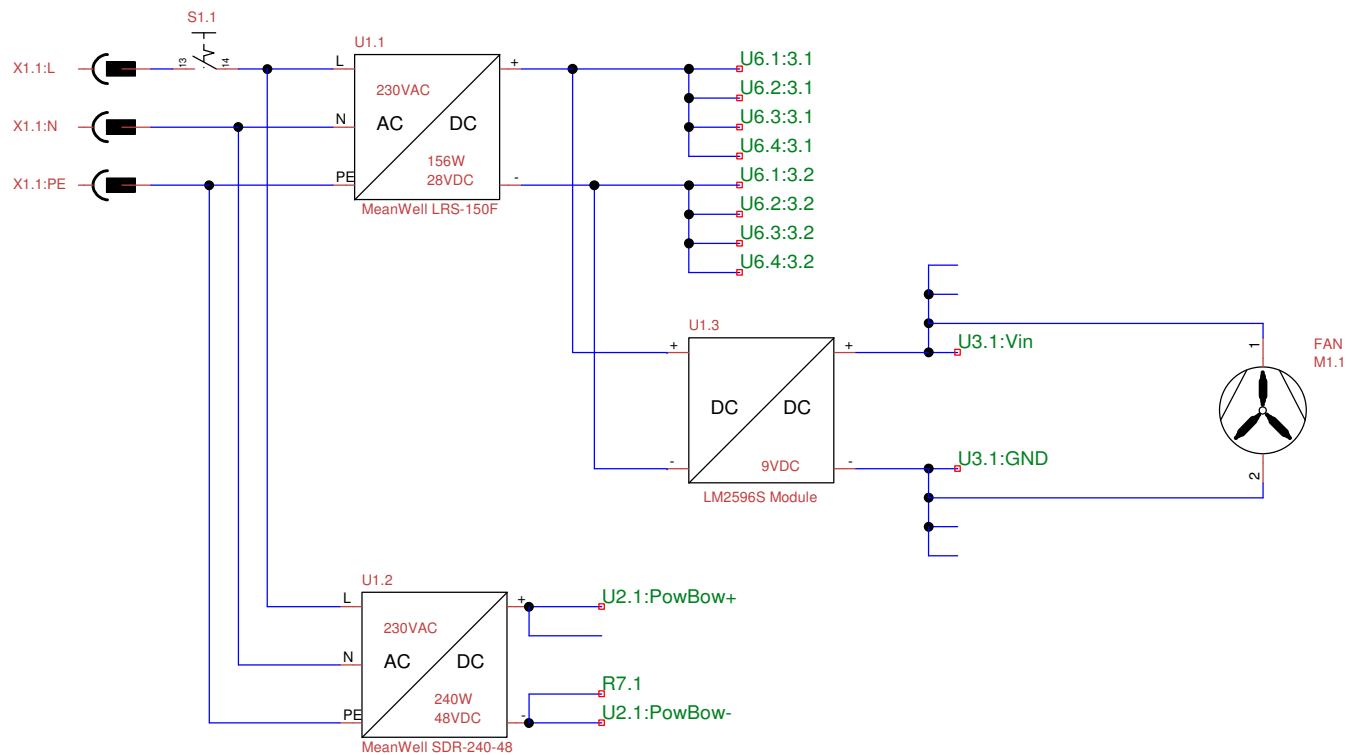 S1.1
X1.1:L
13
14
U1.1
L
+
230VAC
N
AC
DC
156W
28VDC
PE
-
MeanWell LRS-150F
X1.1:N
X1.1:PE
U6.1:3.1
U6.2:3.1
U6.3:3.1
U6.4:3.1
U6.1:3.2
U6.2:3.2
U6.3:3.2
U6.4:3.2
U1.3
+
+
DC
DC
-
9VDC
-
LM2596S Module
U3.1:Vin
U3.1:GND
1
2
FAN
M1.1
U1.2
L
+
230VAC
N
AC
DC
240W
48VDC
PE
-
MeanWell SDR-240-48
U2.1:PowBow+
R7.1
U2.1:PowBow-